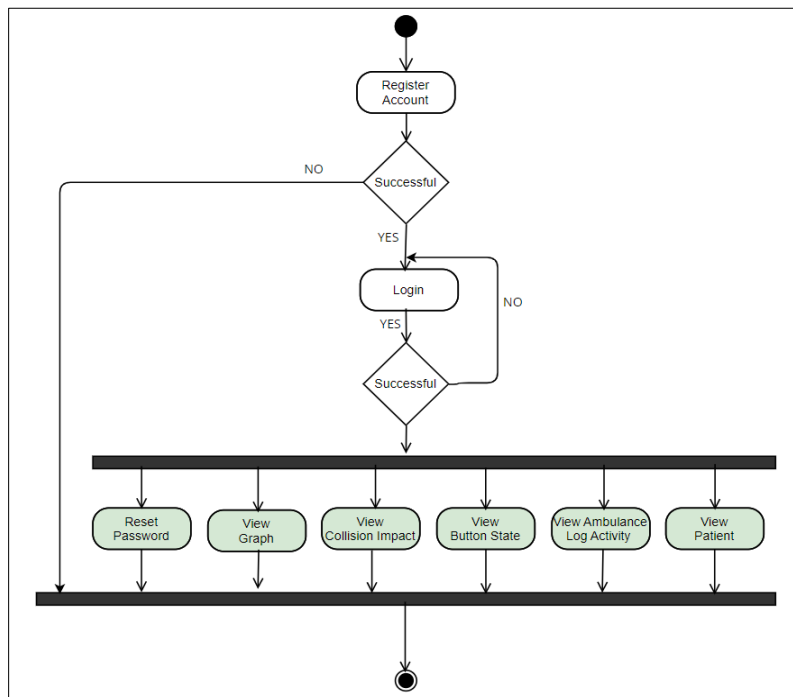 Register
Account
NO
Successful
YES
Login
NO
YES
Successful
Reset
Password
View
Graph
View
Collision Impact
View
Button State
View Ambulance
Log Activity
View
Patient